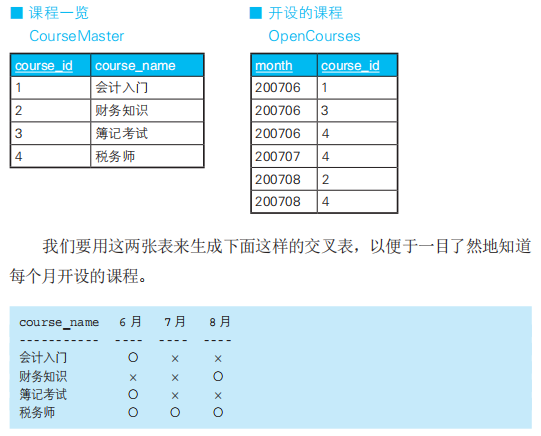 ■ 课程一览
CourseMaster
course_id course_name
1 会计入门
2 财务知识
3 簿记考试
4 税务师
■ 开设的课程
OpenCourses
month course_id
200706 1
200706 3
200706 4
200707 4
200708 2
200708 4
我们要用这两张表来生成下面这样的交叉表，以便于一目了然地知道
每个月开设的课程。
course_name 6月 7月 8月
----------- ---- ---- ----
会计入门 ○ × ×
财务知识 × × ○
簿记考试 ○ × ×
税务师 ○ ○ ○